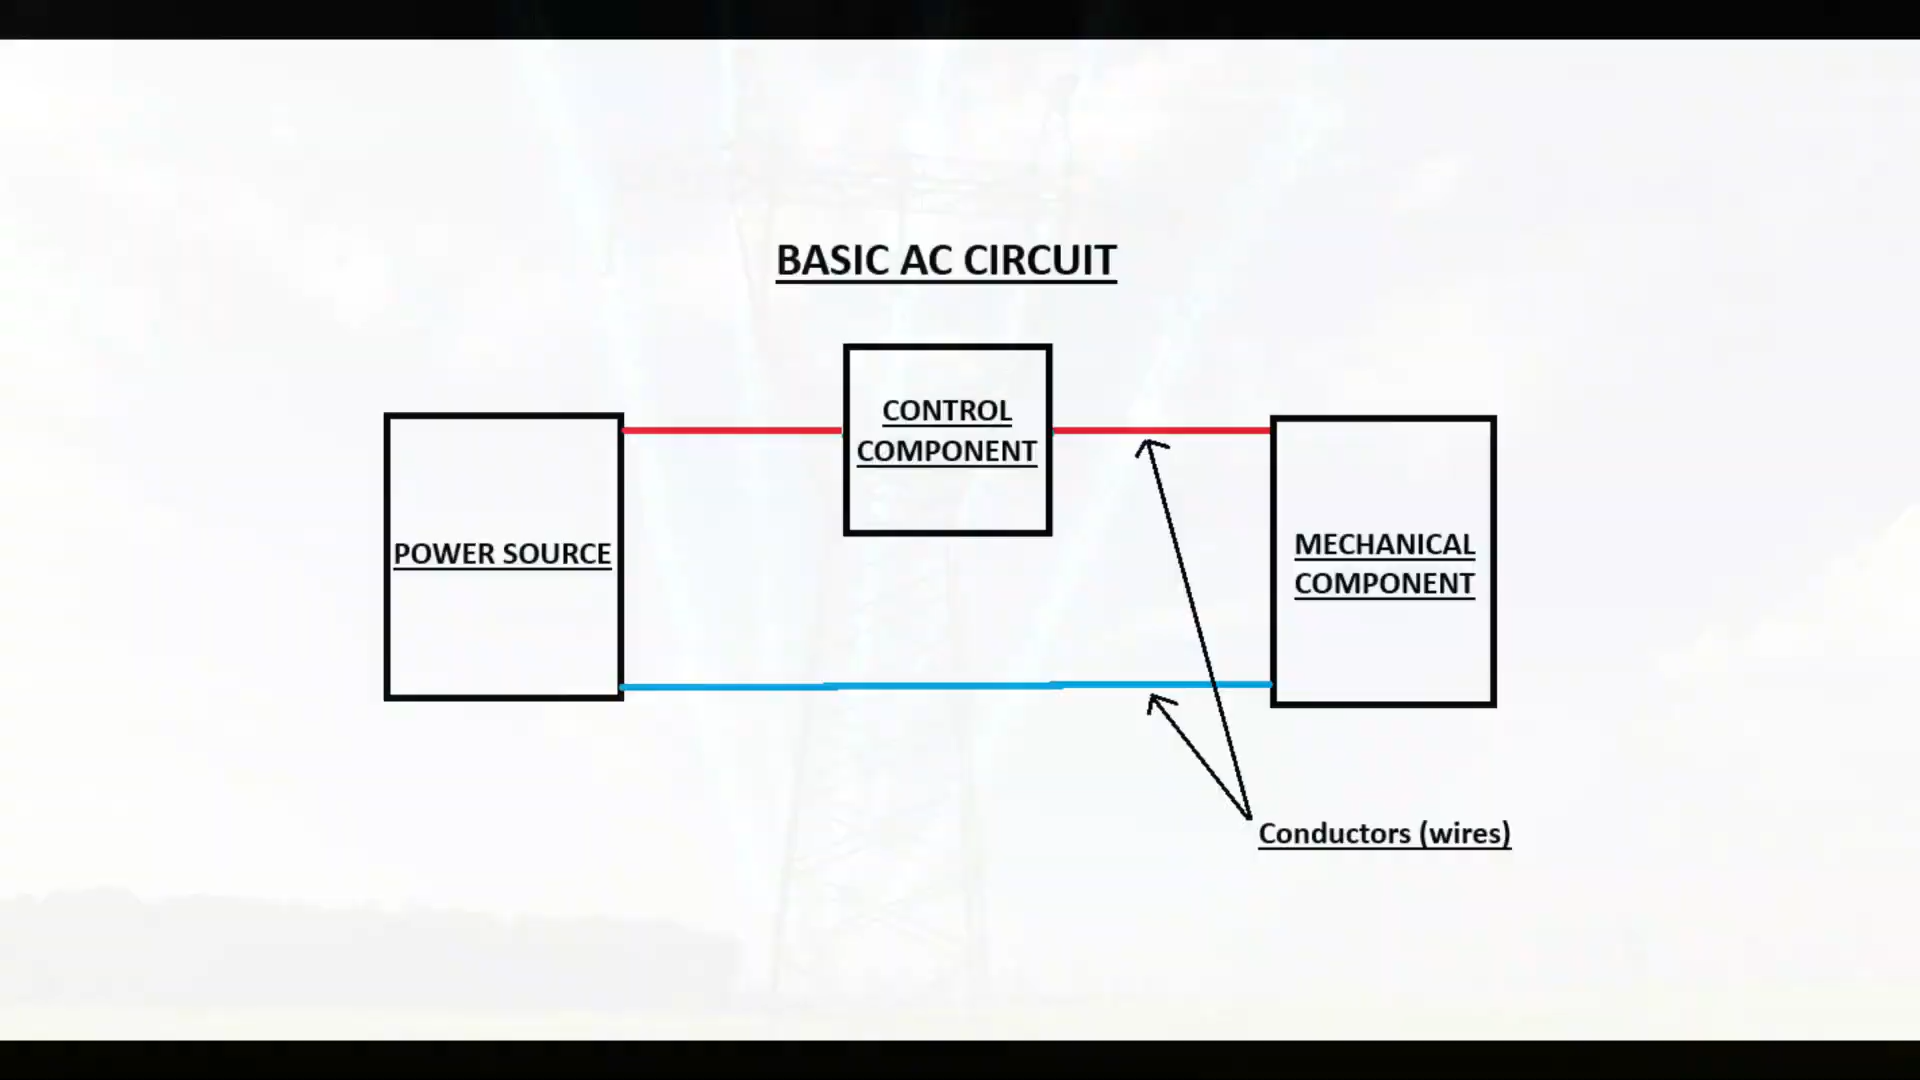 BASIC AC CIRCUIT
CONTROL
COMPONENT
POWER SOURCE
MECHANICAL
COMPONENT
Conductors (wires)